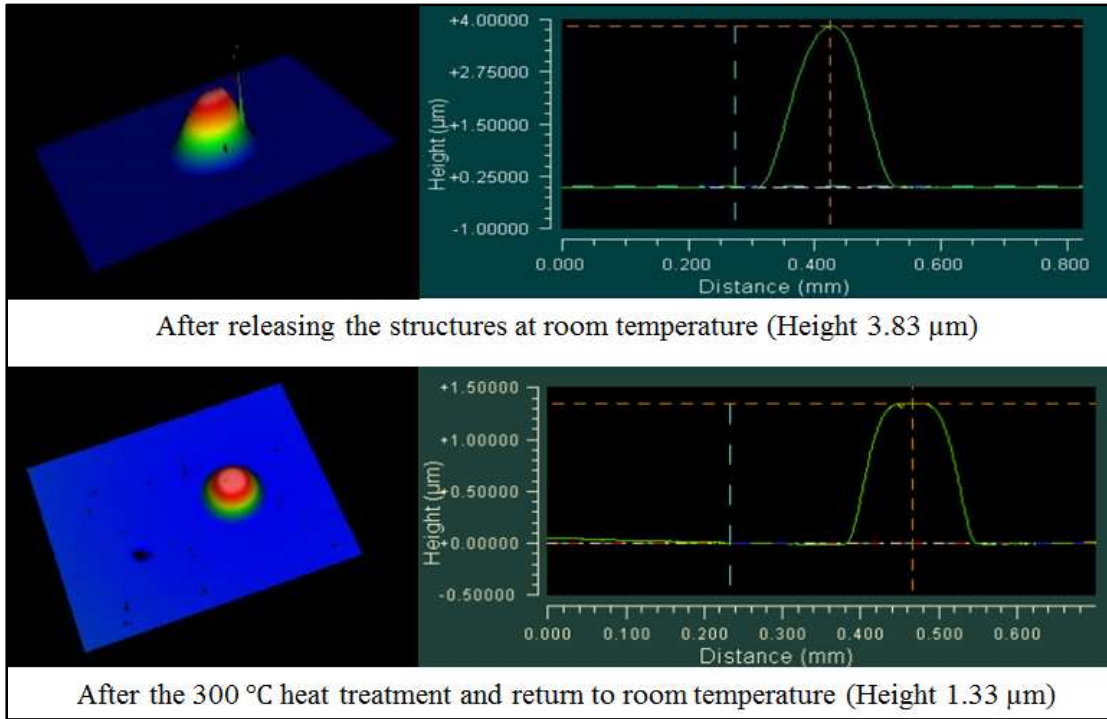 +4.00000
+2.75000
+1.50000
+0.25000
-1.00000
Height (µm)
0.000 0.200 0.400 0.600 0.800
Distance (mm)
After releasing the structures at room temperature (Height 3.83 µm)
+1.50000
+1.00000
+0.50000
+0.00000
-0.50000
Height (µm)
0.000 0.100 0.200 0.300 0.400 0.500 0.600
Distance (mm)
After the 300 °C heat treatment and return to room temperature (Height 1.33 µm)